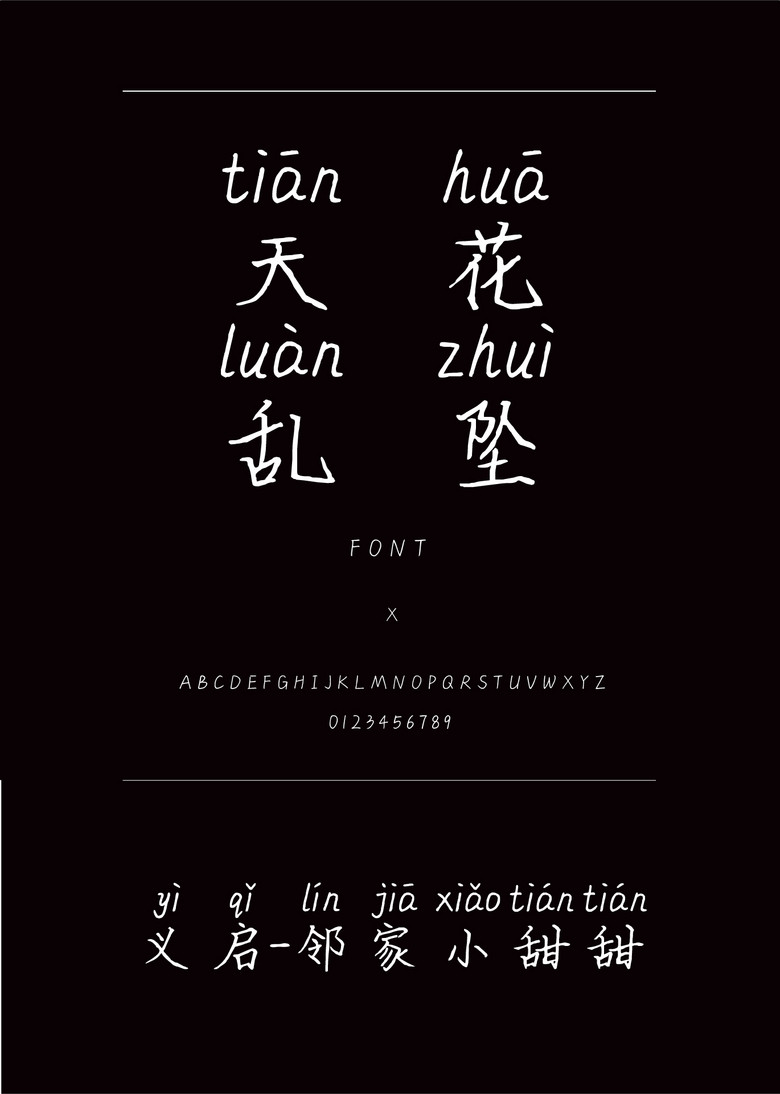 tiān huā
天 花
luàn zhuì
乱 坠
FONT
X
ABCDEFGHIJKLMNOPQRSTUVWXYZ
0123456789
yì qǐ lín jiā xiǎo tián tián
义 启-邻 家 小 甜 甜